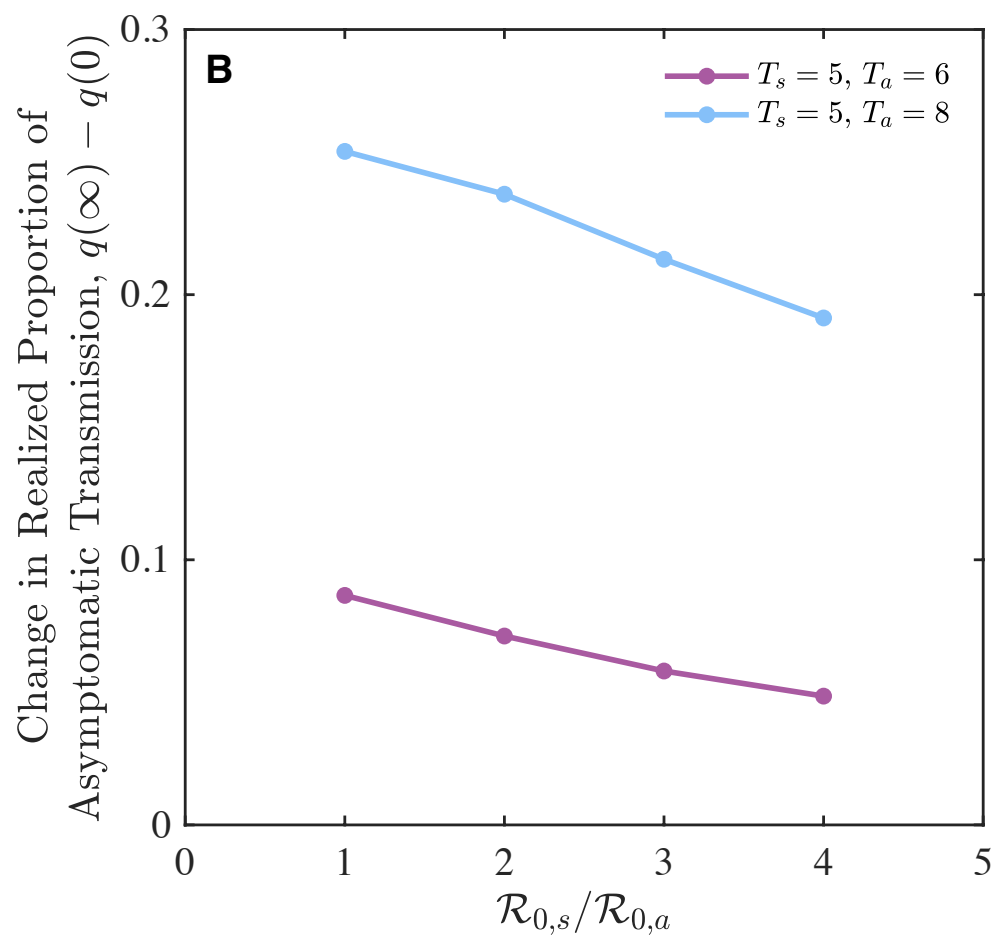 Change in Realized Proportion of
Asymptomatic Transmission, q(∞) − q(0)
B
T_s = 5, T_a = 6
T_s = 5, T_a = 8
0.3
0.2
0.1
0
0 1 2 3 4 5
ℛ_{0,s}/ℛ_{0,a}